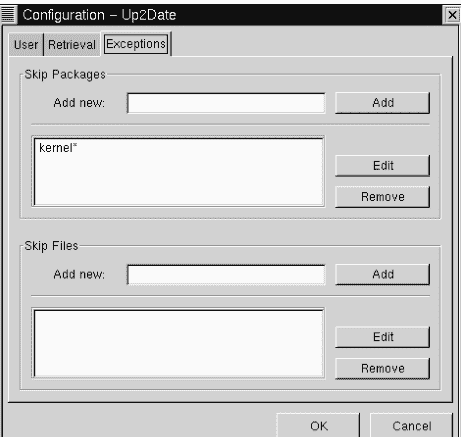 Configuration – Up2Date
User Retrieval Exceptions
Skip Packages
Add new: Add
kernel*
Edit
Remove
Skip Files
Add new: Add
Edit
Remove
OK Cancel